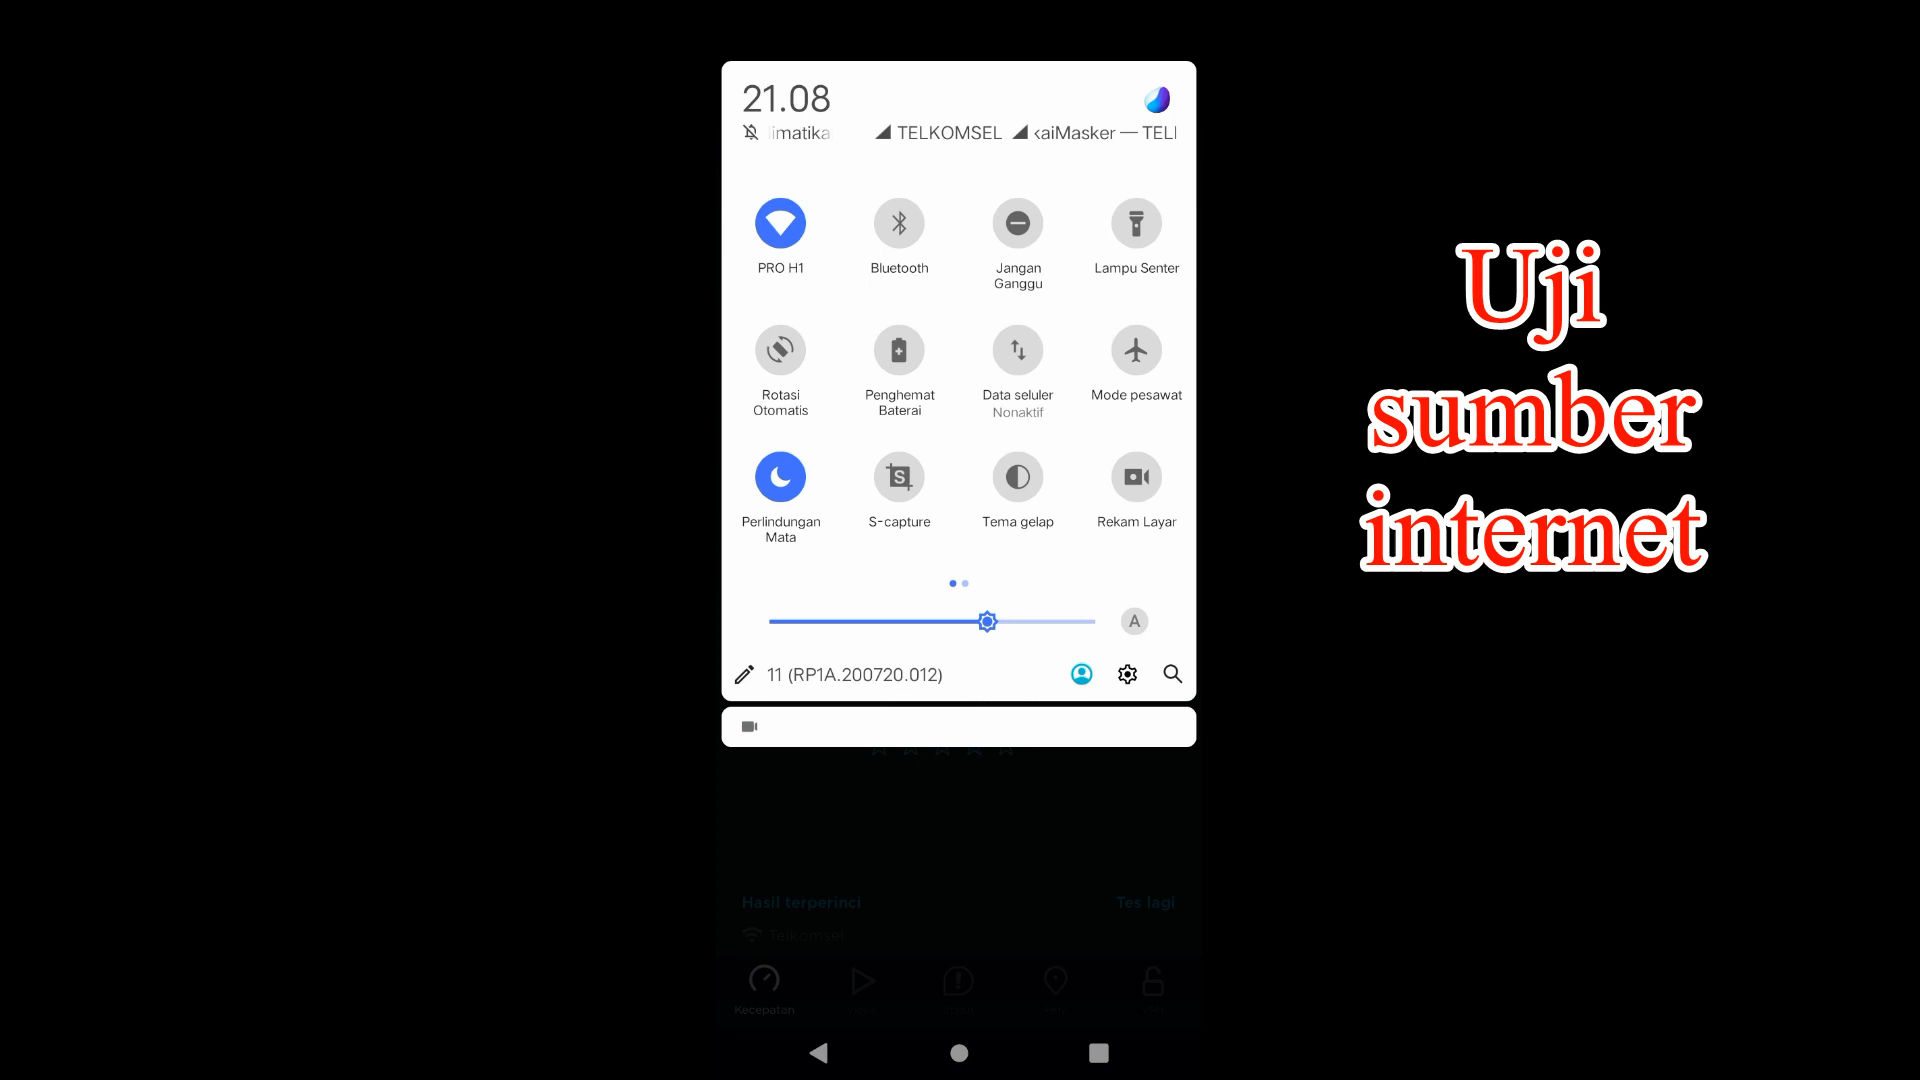 21.08
imatika
TELKOMSEL
kaiMasker — TEL
PRO H1
Bluetooth
Jangan
Ganggu
Lampu Senter
Rotasi
Otomatis
Penghemat
Baterai
Data seluler
Nonaktif
Mode pesawat
Perlindungan
Mata
S-capture
Tema gelap
Rekam Layar
A
11 (RP1A.200720.012)
Hasil terperinci
Tes lagi
Telkomsel
Kecepatan
Uji
sumber
internet